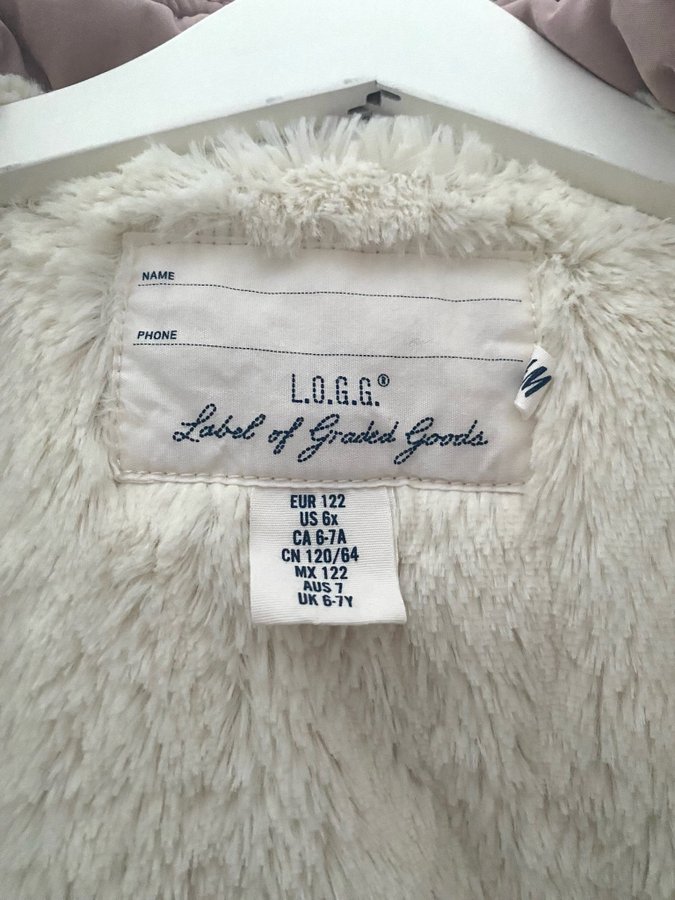 NAME
PHONE
L.O.G.G.®
Label of Graded Goods
EUR 122
US 6x
CA 6-7A
CN 120/64
MX 122
AUS 7
UK 6-7Y